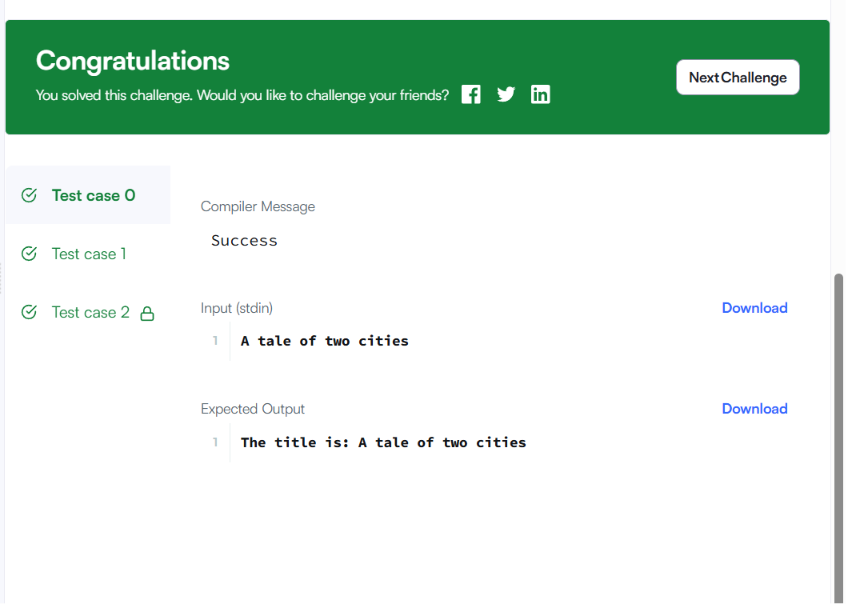 Congratulations
You solved this challenge. Would you like to challenge your friends?
Next Challenge
Test case 0
Test case 1
Test case 2
Compiler Message
Success
Input (stdin)
Download
1 A tale of two cities
Expected Output
Download
1 The title is: A tale of two cities